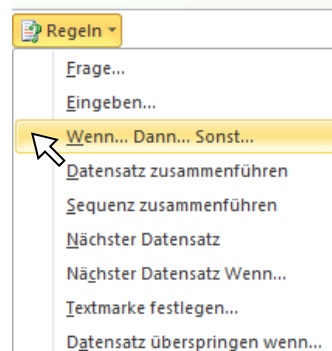 Regeln
Frage...
Eingeben...
Wenn... Dann... Sonst...
Datensatz zusammenführen
Sequenz zusammenführen
Nächster Datensatz
Nächster Datensatz Wenn...
Textmarke festlegen...
Datensatz überspringen wenn...